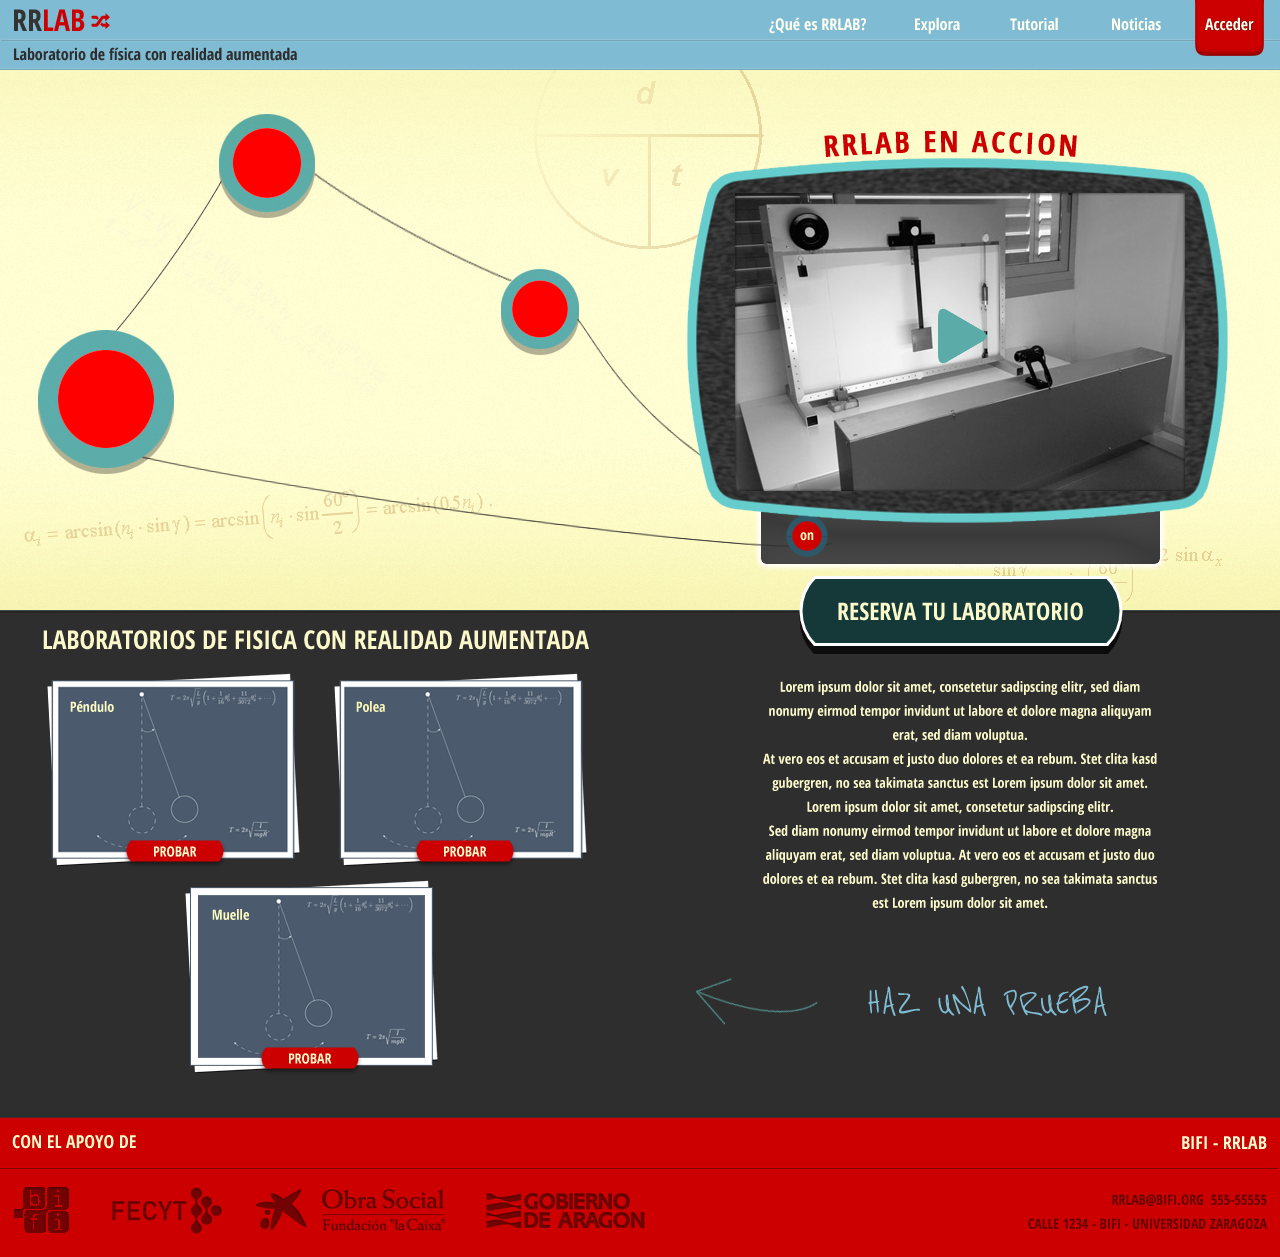 RRLAB
¿Qué es RRLAB?
Explora
Tutorial
Noticias
Acceder
Laboratorio de física con realidad aumentada
d
v
t
RRLAB EN ACCION
α_i = arcsin(n_i · sin γ) = arcsin(n_i · sin 60°/2) = arcsin(0.5n_i) .
on
2 sin α_x
sin γ
60
RESERVA TU LABORATORIO
LABORATORIOS DE FISICA CON REALIDAD AUMENTADA
Péndulo
Polea
PROBAR
PROBAR
Muelle
PROBAR
Lorem ipsum dolor sit amet, consetetur sadipscing elitr, sed diam
nonumy eirmod tempor invidunt ut labore et dolore magna aliquyam
erat, sed diam voluptua.
At vero eos et accusam et justo duo dolores et ea rebum. Stet clita kasd
gubergren, no sea takimata sanctus est Lorem ipsum dolor sit amet.
Lorem ipsum dolor sit amet, consetetur sadipscing elitr.
Sed diam nonumy eirmod tempor invidunt ut labore et dolore magna
aliquyam erat, sed diam voluptua. At vero eos et accusam et justo duo
dolores et ea rebum. Stet clita kasd gubergren, no sea takimata sanctus
est Lorem ipsum dolor sit amet.
HAZ UNA PRUEBA
CON EL APOYO DE
BIFI - RRLAB
bifi
FECYT
Obra Social
Fundación "la Caixa"
GOBIERNO
DE ARAGON
RRLAB@BIFI.ORG 555-55555
CALLE 1234 - BIFI - UNIVERSIDAD ZARAGOZA